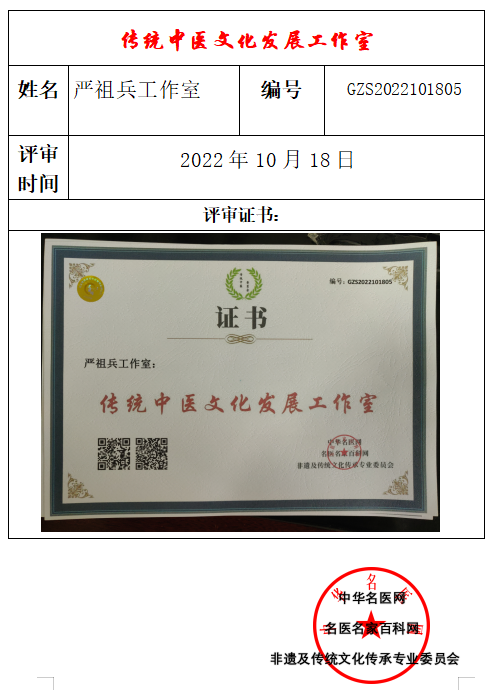 传统中医文化发展工作室
姓名 严祖兵工作室 编号 GZS2022101805
评审时间 2022年10月18日
评审证书：
编号：GZS2022101805
证书
严祖兵工作室：
传统中医文化发展工作室
中华名医网
名医名家百科网
非遗及传统文化传承专业委员会
中华名医网
中华名医网
名医名家百科网
非遗及传统文化传承专业委员会